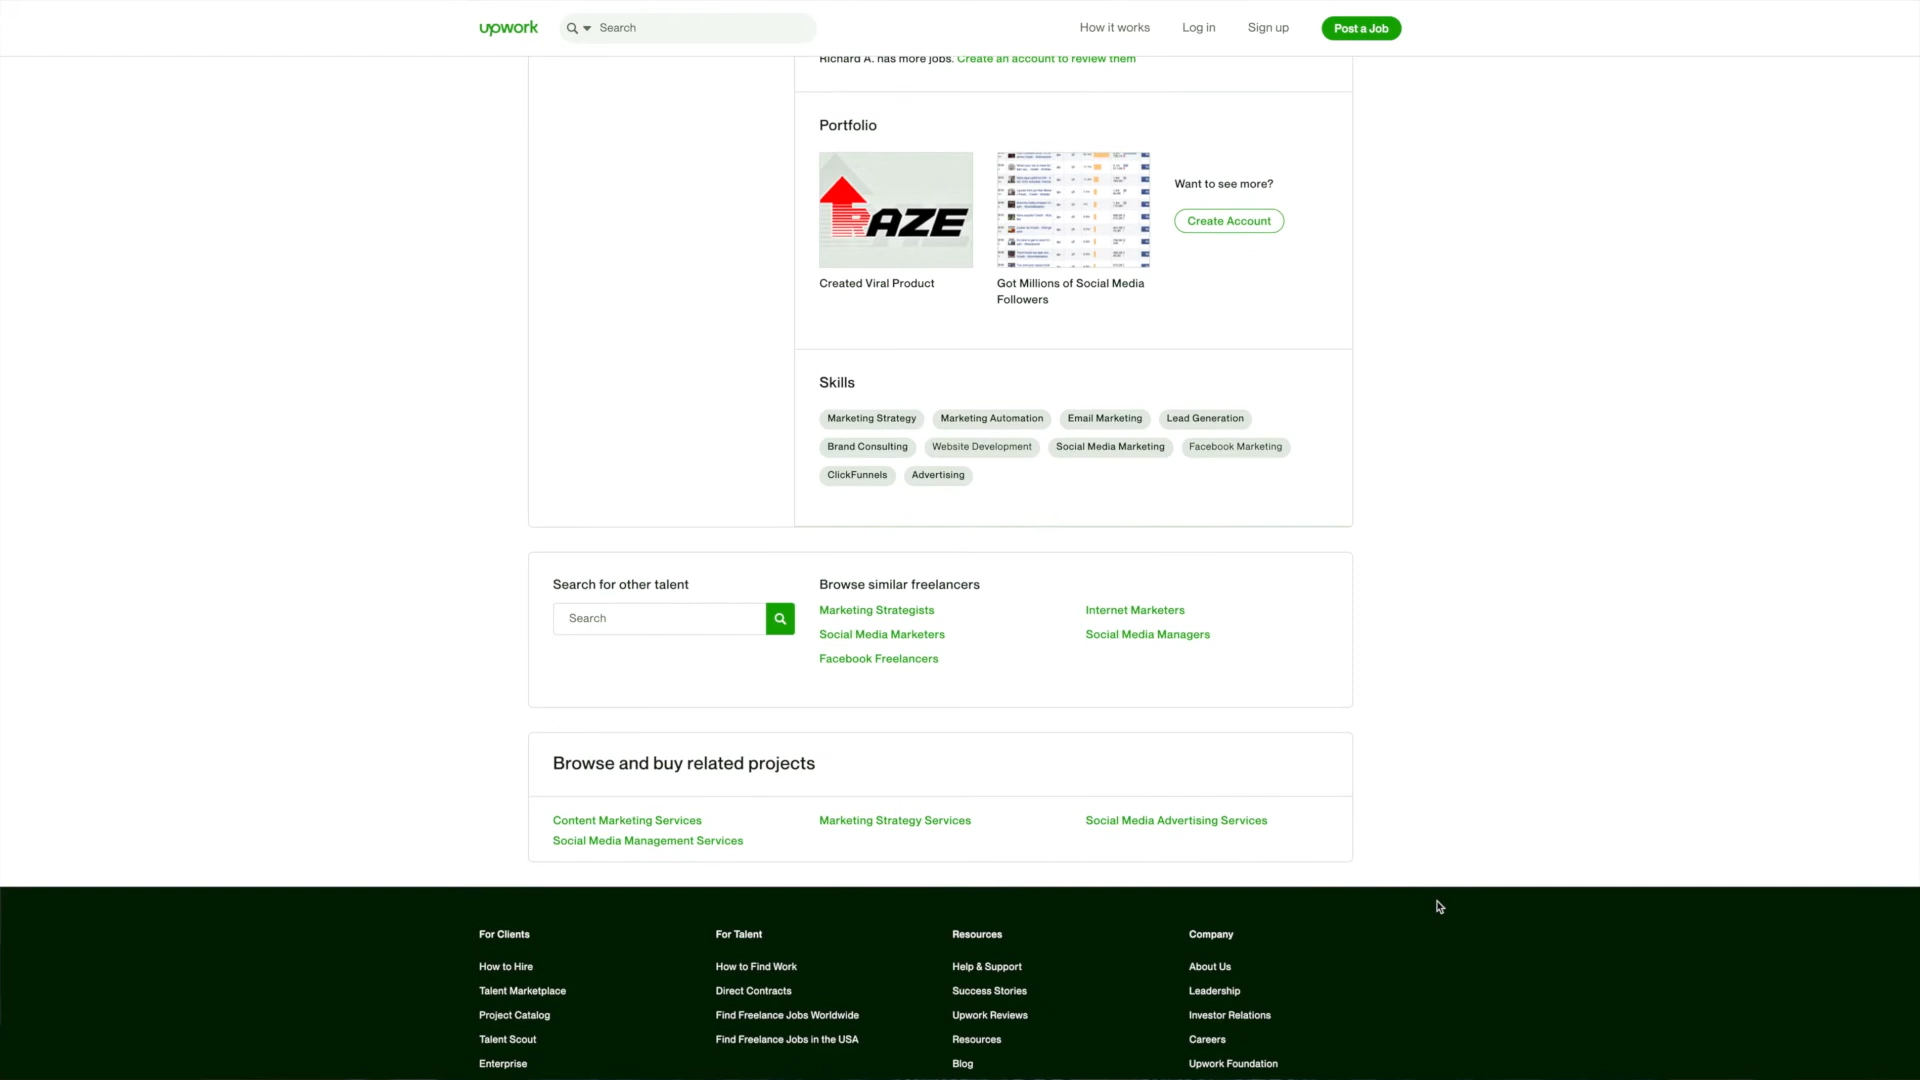 upwork
Search
How it works
Log in
Sign up
Post a Job
Richard A. has more jobs. Create an account to review them
Portfolio
RAZE
Want to see more?
Create Account
Created Viral Product
Got Millions of Social Media
Followers
Skills
Marketing Strategy
Marketing Automation
Email Marketing
Lead Generation
Brand Consulting
Website Development
Social Media Marketing
Facebook Marketing
ClickFunnels
Advertising
Search for other talent
Search
Browse similar freelancers
Marketing Strategists
Internet Marketers
Social Media Marketers
Social Media Managers
Facebook Freelancers
Browse and buy related projects
Content Marketing Services
Marketing Strategy Services
Social Media Advertising Services
Social Media Management Services
For Clients
How to Hire
Talent Marketplace
Project Catalog
Talent Scout
Enterprise
For Talent
How to Find Work
Direct Contracts
Find Freelance Jobs Worldwide
Find Freelance Jobs in the USA
Resources
Help & Support
Success Stories
Upwork Reviews
Resources
Blog
Company
About Us
Leadership
Investor Relations
Careers
Upwork Foundation